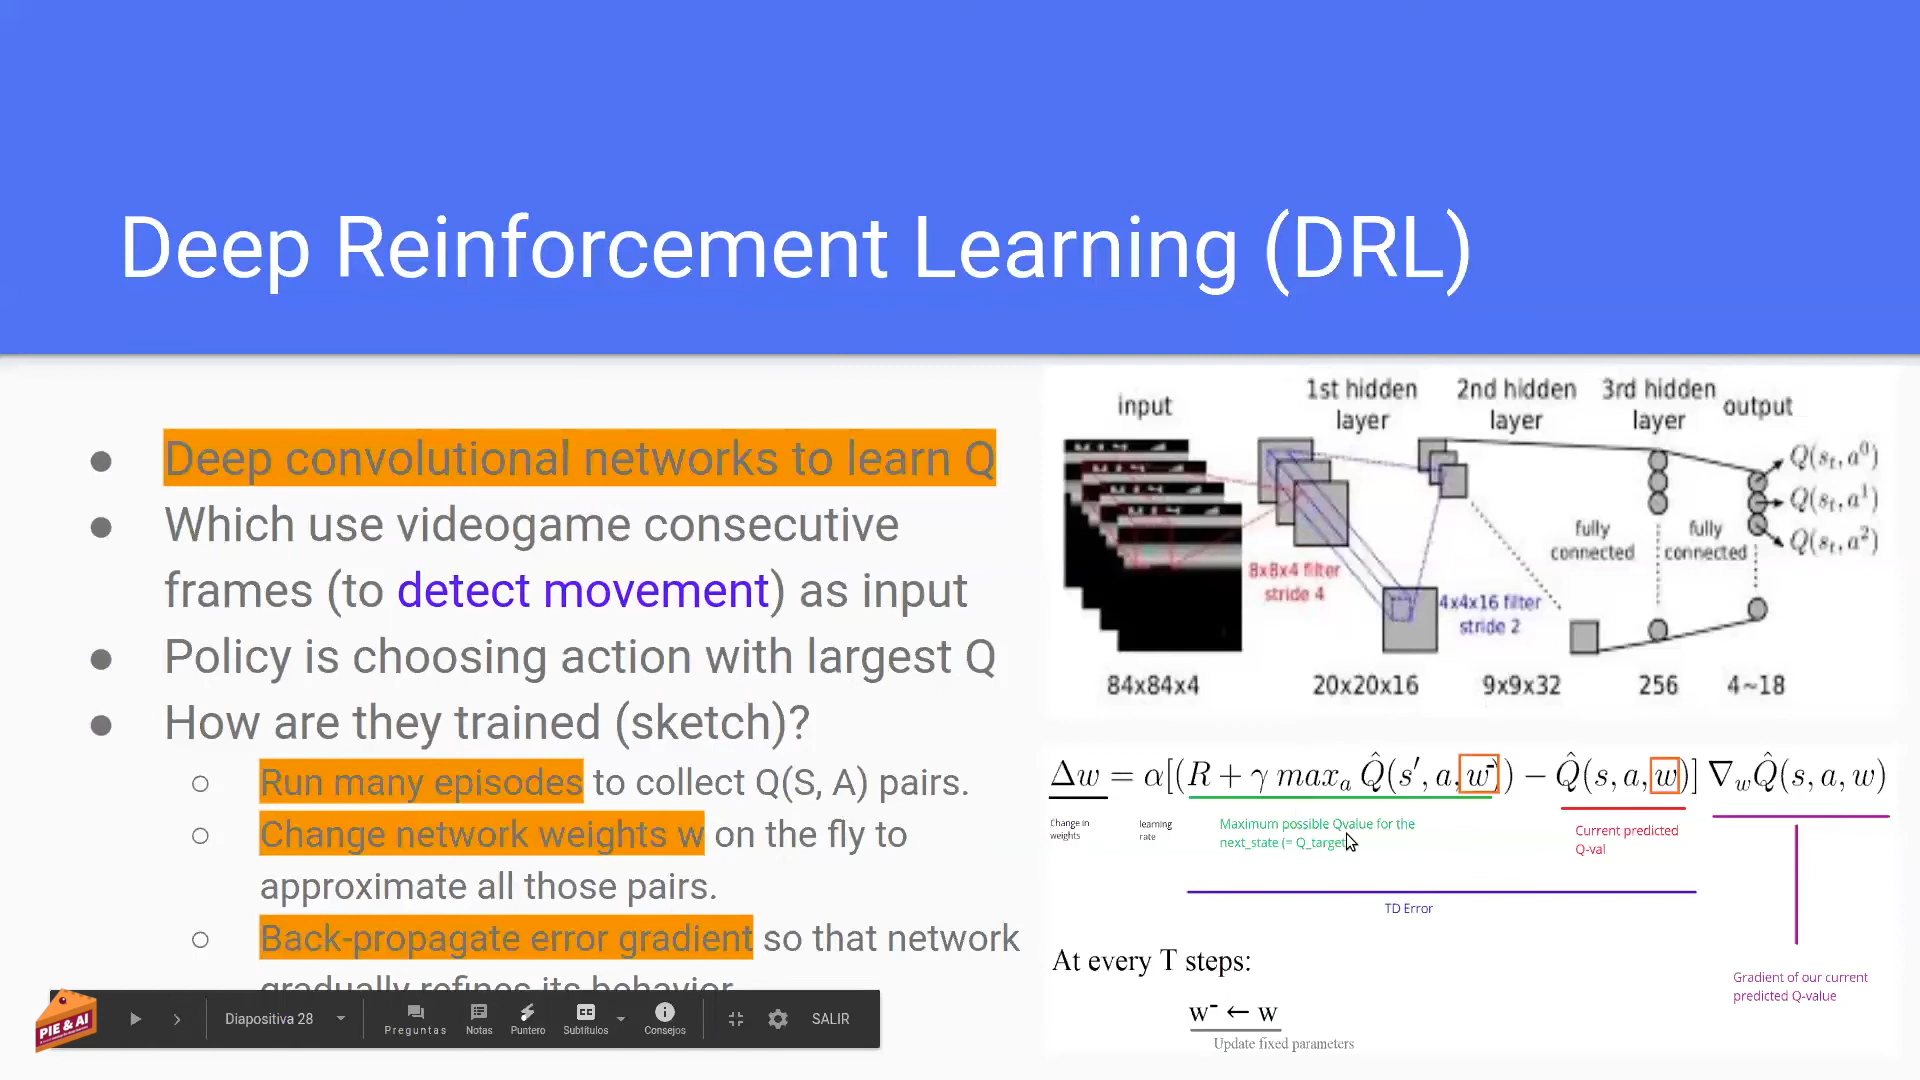 Deep Reinforcement Learning (DRL)
● Deep convolutional networks to learn Q
● Which use videogame consecutive
frames (to detect movement) as input
● Policy is choosing action with largest Q
● How are they trained (sketch)?
○ Run many episodes to collect Q(S, A) pairs.
○ Change network weights w on the fly to
approximate all those pairs.
○ Back-propagate error gradient so that network
gradually refines its behavior
input
1st hidden
layer
2nd hidden
layer
3rd hidden
layer
output
Q(s_t, a^0)
Q(s_t, a^1)
Q(s_t, a^2)
fully
connected
fully
connected
8x8x4 filter
stride 4
4x4x16 filter
stride 2
84x84x4 20x20x16 9x9x32 256 4~18
Δw = α[(R + γ max_a Q̂(s′, a, w⁻)) − Q̂(s, a, w)] ∇_w Q̂(s, a, w)
Change in
weights
learning
rate
Maximum possible Qvalue for the
next_state (= Q_target
Current predicted
Q-val
TD Error
Gradient of our current
predicted Q-value
At every T steps:
w⁻ ← w
Update fixed parameters
PIE & AI
Diapositiva 28
Preguntas
Notas
Puntero
CC
Subtítulos
Consejos
SALIR